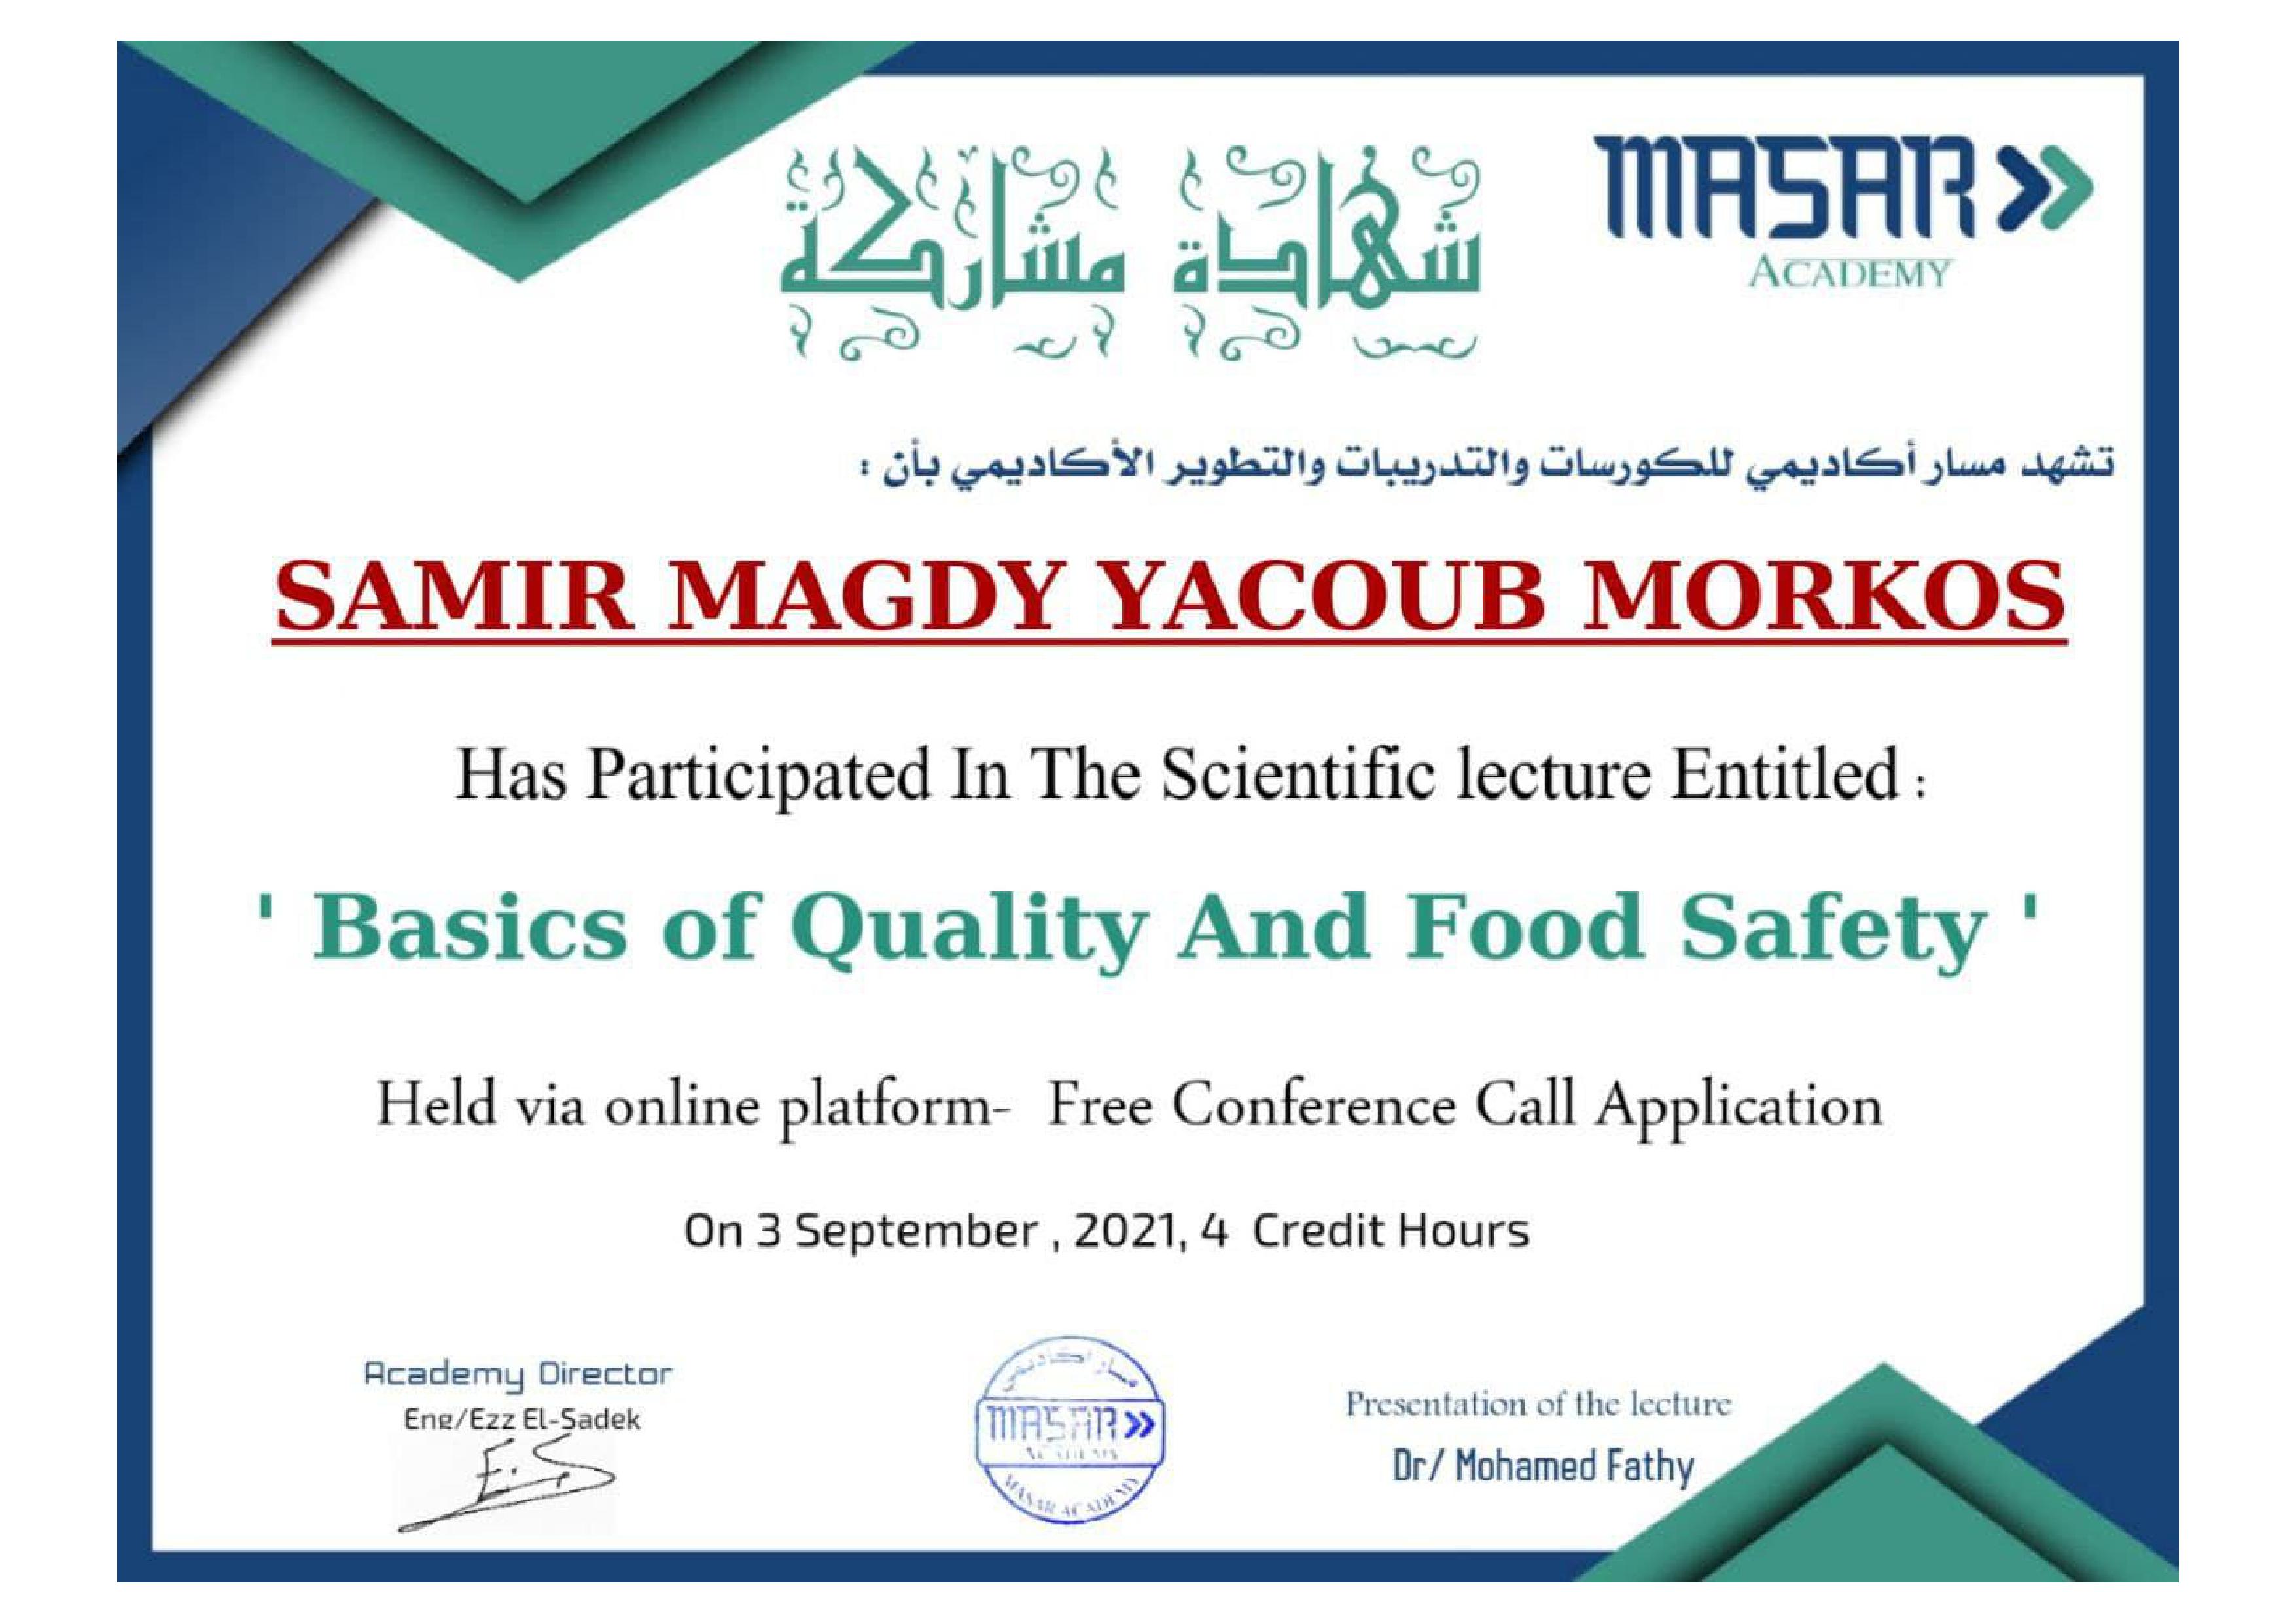 شهادة مشاركة
MASAR
ACADEMY
تشهد مسار أكاديمي للكورسات والتدريبات والتطوير الأكاديمي بأن :
SAMIR MAGDY YACOUB MORKOS
Has Participated In The Scientific lecture Entitled :
' Basics of Quality And Food Safety '
Held via online platform- Free Conference Call Application
On 3 September , 2021, 4 Credit Hours
Academy Director
Eng/Ezz El-Sadek
E.S
مسار اكاديمي
MASAR
ACADEMY
MASAR ACADEMY
Presentation of the lecture
Dr/ Mohamed Fathy